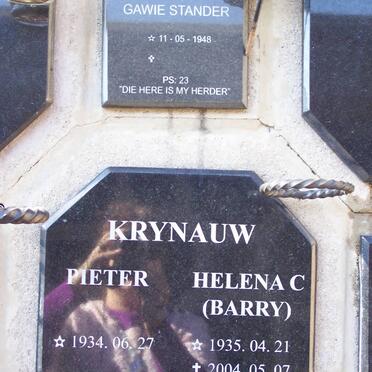 GAWIE STANDER
☆ 11 - 05 - 1948
✞
PS: 23
"DIE HERE IS MY HERDER"
KRYNAUW
PIETER HELENA C
(BARRY)
☆ 1934. 06. 27 ☆ 1935. 04. 21
✝ 2004. 05. 07